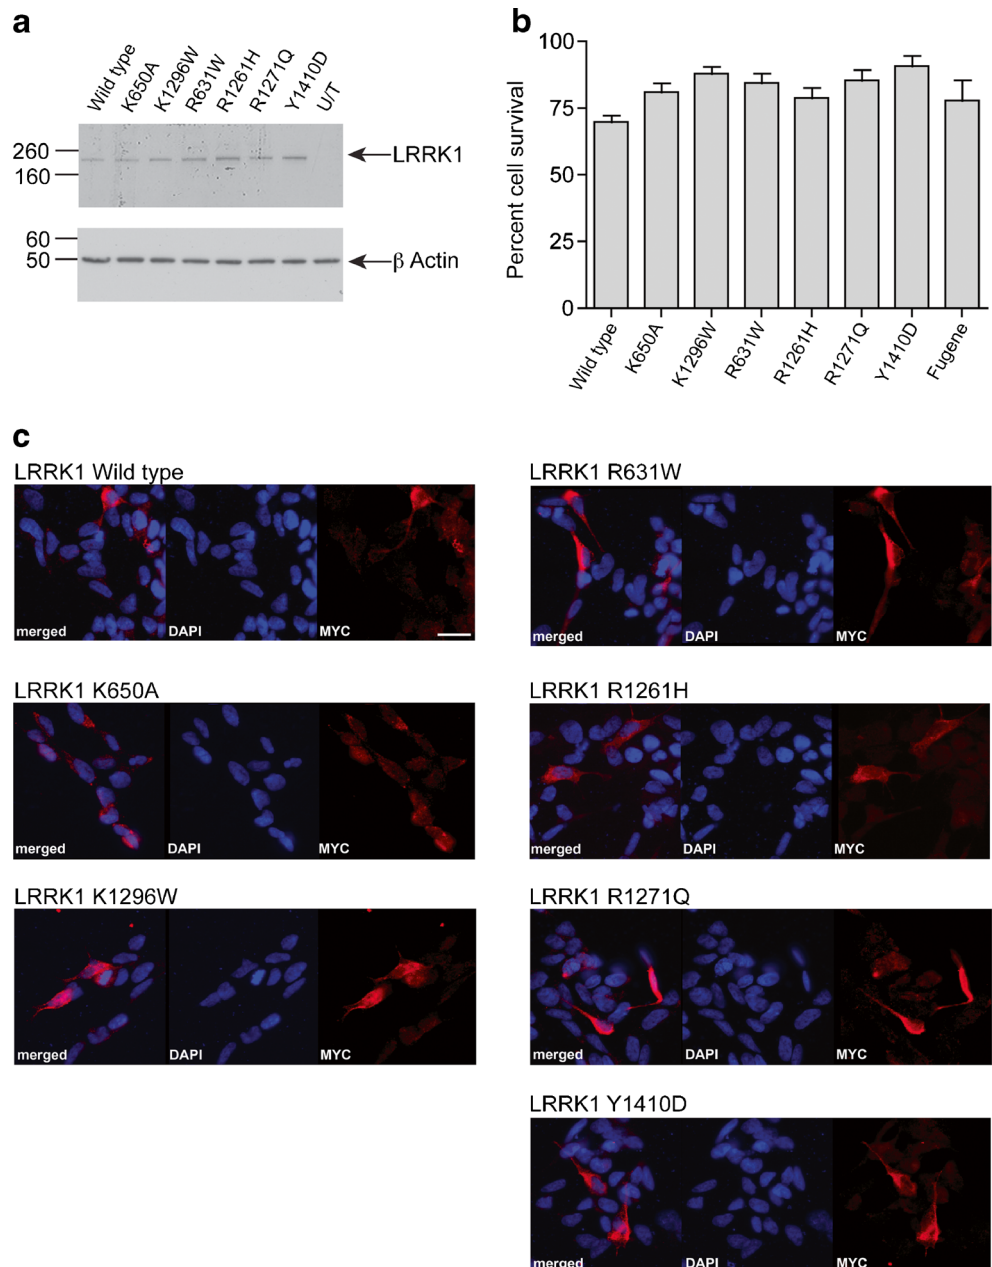 a
Wild type
K650A
K1296W
R631W
R1261H
R1271Q
Y1410D
U/T
260
160
LRRK1
60
50
β Actin
b
Percent cell survival
100
75
50
25
0
Wild type
K650A
K1296W
R631W
R1261H
R1271Q
Y1410D
Fugene
c
LRRK1 Wild type
merged
DAPI
MYC
LRRK1 R631W
merged
DAPI
MYC
LRRK1 K650A
merged
DAPI
MYC
LRRK1 R1261H
merged
DAPI
MYC
LRRK1 K1296W
merged
DAPI
MYC
LRRK1 R1271Q
merged
DAPI
MYC
LRRK1 Y1410D
merged
DAPI
MYC